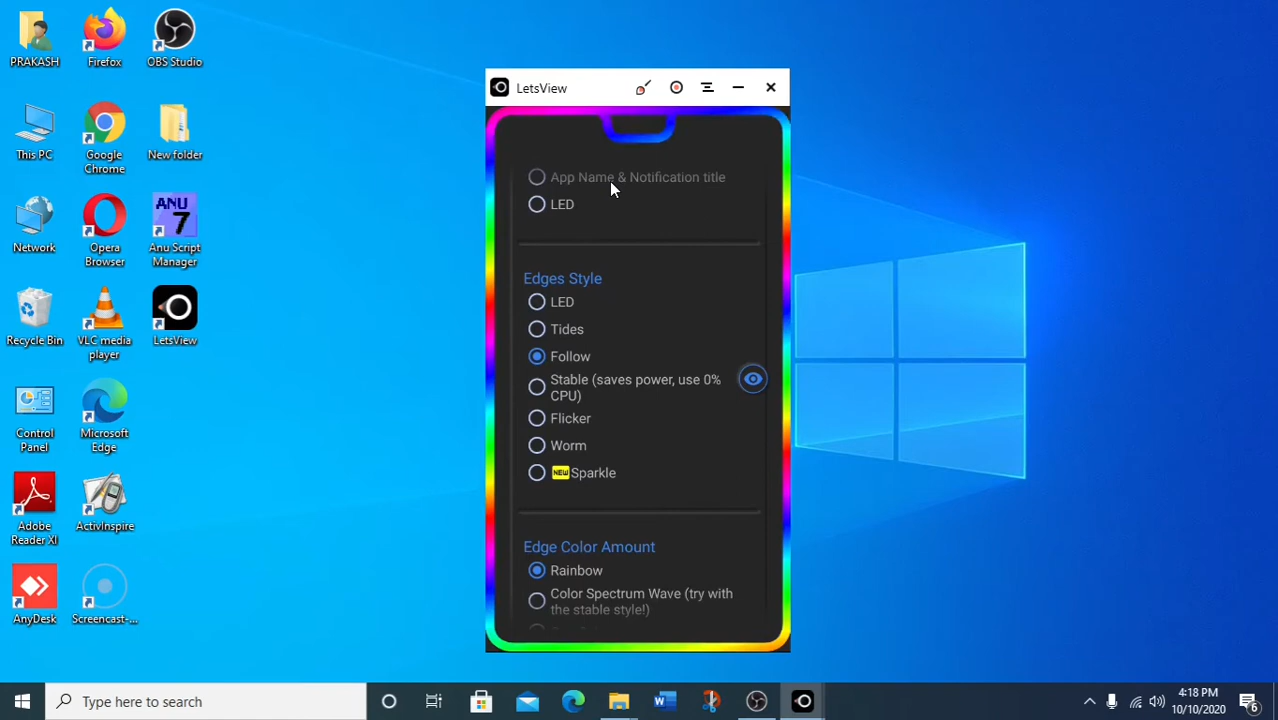 PRAKASH
Firefox
OBS Studio
This PC
Google
Chrome
New folder
Network
Opera
Browser
ANU
7
Anu Script
Manager
Recycle Bin
VLC media
player
LetsView
Control
Panel
Microsoft
Edge
Adobe
Reader XI
ActivInspire
AnyDesk
Screencast-...
LetsView
App Name & Notification title
LED
Edges Style
LED
Tides
Follow
Stable (saves power, use 0%
CPU)
Flicker
Worm
NEW Sparkle
Edge Color Amount
Rainbow
Color Spectrum Wave (try with
the stable style!)
Type here to search
4:18 PM
10/10/2020
6